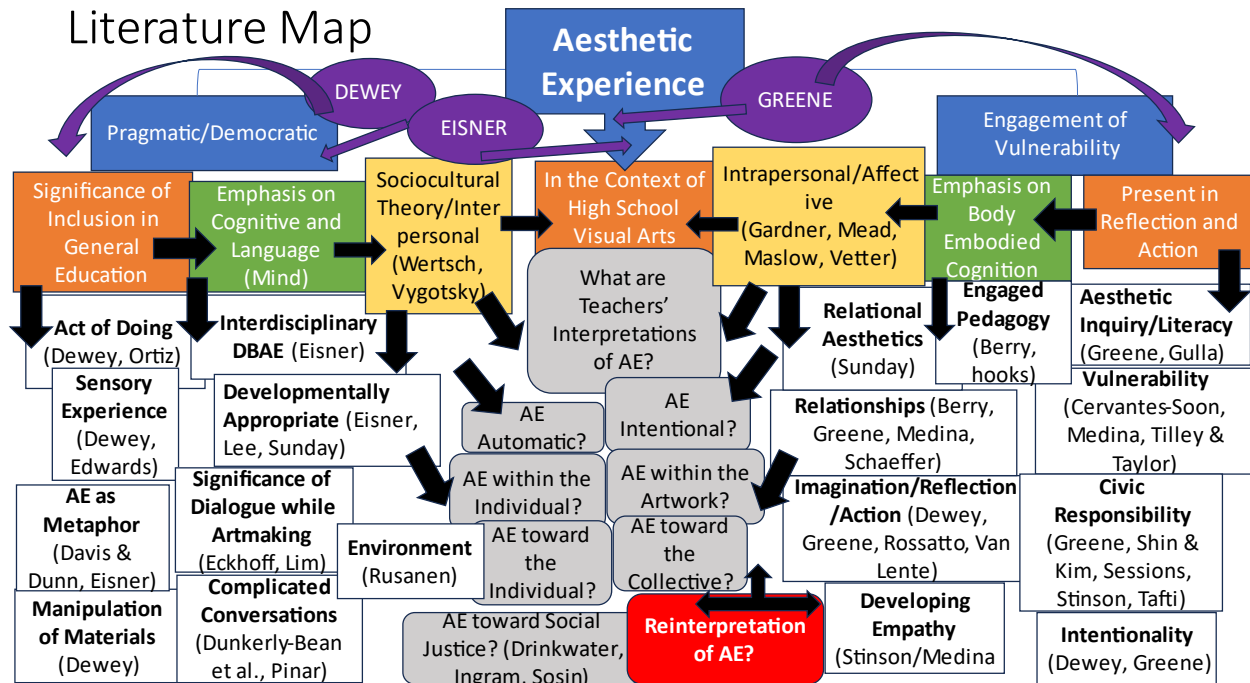 Literature Map
Aesthetic
Experience
DEWEY
EISNER
GREENE
Pragmatic/Democratic
Engagement of
Vulnerability
Significance of
Inclusion in
General
Education
Emphasis on
Cognitive and
Language
(Mind)
Sociocultural
Theory/Inter
personal
(Wertsch,
Vygotsky)
In the Context of
High School
Visual Arts
Intrapersonal/Affect
ive
(Gardner, Mead,
Maslow, Vetter)
Emphasis on
Body
Embodied
Cognition
Present in
Reflection and
Action
Act of Doing
(Dewey, Ortiz)
Sensory
Experience
(Dewey,
Edwards)
AE as
Metaphor
(Davis &
Dunn, Eisner)
Manipulation
of Materials
(Dewey)
Interdisciplinary
DBAE (Eisner)
Developmentally
Appropriate (Eisner,
Lee, Sunday)
Significance of
Dialogue while
Artmaking
(Eckhoff, Lim)
Complicated
Conversations
(Dunkerly-Bean
et al., Pinar)
Environment
(Rusanen)
What are
Teachers’
Interpretations
of AE?
AE
Automatic?
AE
Intentional?
AE within the
Individual?
AE within the
Artwork?
AE toward
the
Individual?
AE toward
the
Collective?
AE toward Social
Justice? (Drinkwater,
Ingram, Sosin)
Reinterpretation
of AE?
Relational
Aesthetics
(Sunday)
Relationships (Berry,
Greene, Medina,
Schaeffer)
Imagination/Reflection
/Action (Dewey,
Greene, Rossatto, Van
Lente)
Developing
Empathy
(Stinson/Medina
Engaged
Pedagogy
(Berry,
hooks)
Aesthetic
Inquiry/Literacy
(Greene, Gulla)
Vulnerability
(Cervantes-Soon,
Medina, Tilley &
Taylor)
Civic
Responsibility
(Greene, Shin &
Kim, Sessions,
Stinson, Tafti)
Intentionality
(Dewey, Greene)